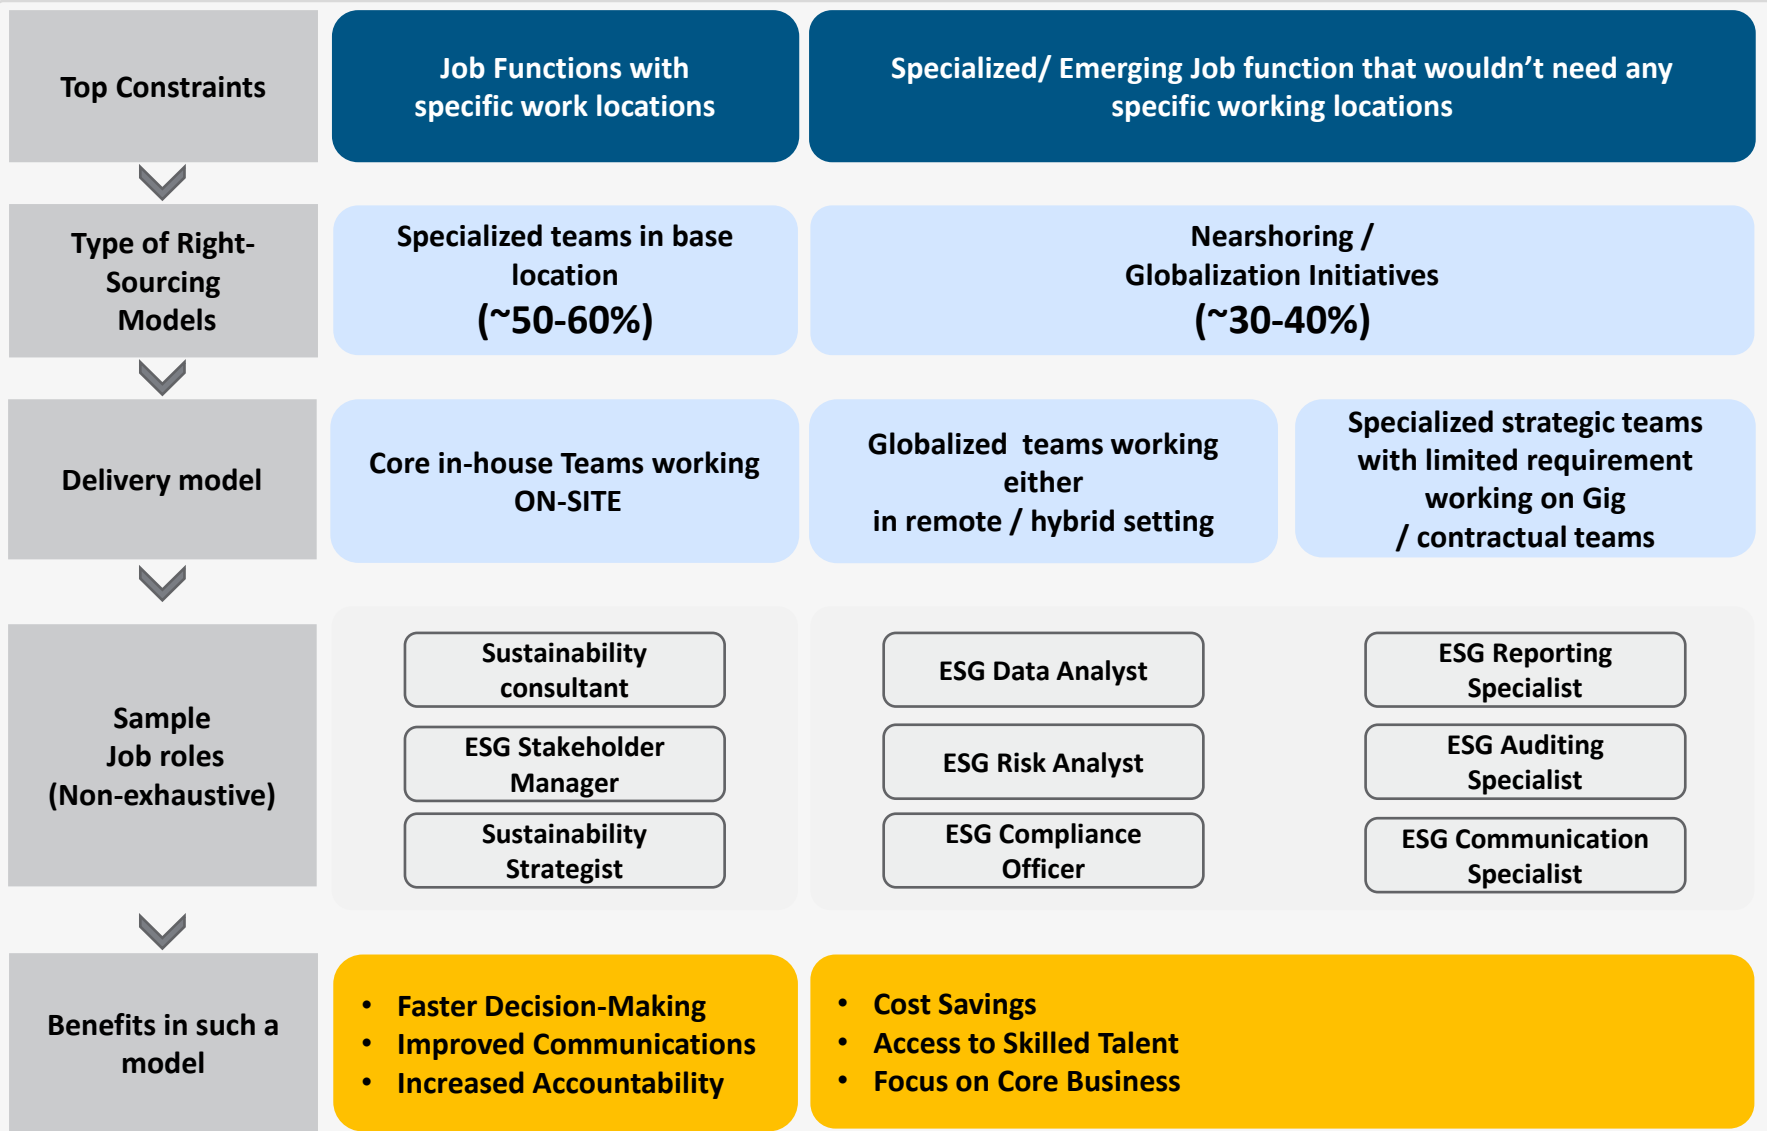 Top Constraints
Job Functions with
specific work locations
Specialized/ Emerging Job function that wouldn’t need any
specific working locations
Type of Right-
Sourcing
Models
Specialized teams in base
location
(~50-60%)
Nearshoring /
Globalization Initiatives
(~30-40%)
Delivery model
Core in-house Teams working
ON-SITE
Globalized teams working
either
in remote / hybrid setting
Specialized strategic teams
with limited requirement
working on Gig
/ contractual teams
Sample
Job roles
(Non-exhaustive)
Sustainability
consultant
ESG Stakeholder
Manager
Sustainability
Strategist
ESG Data Analyst
ESG Risk Analyst
ESG Compliance
Officer
ESG Reporting
Specialist
ESG Auditing
Specialist
ESG Communication
Specialist
Benefits in such a
model
• Faster Decision-Making
• Improved Communications
• Increased Accountability
• Cost Savings
• Access to Skilled Talent
• Focus on Core Business